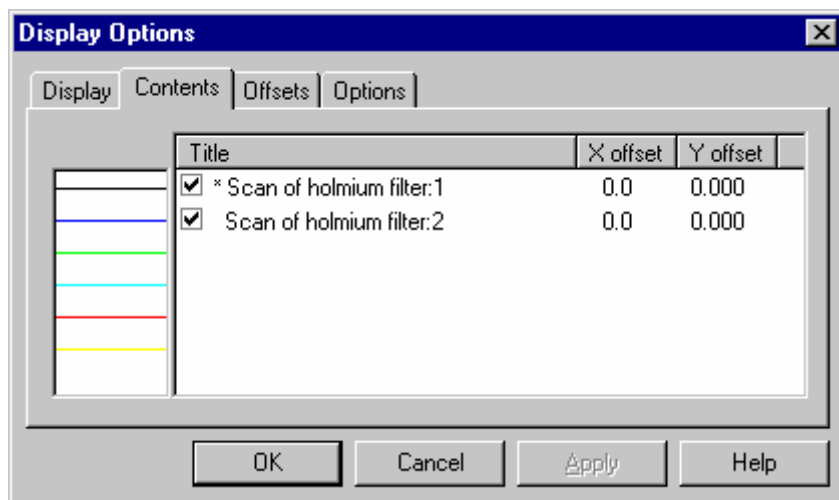 Display Options
Display Contents Offsets Options
Title X offset Y offset
* Scan of holmium filter:1 0.0 0.000
Scan of holmium filter:2 0.0 0.000
OK Cancel Apply Help